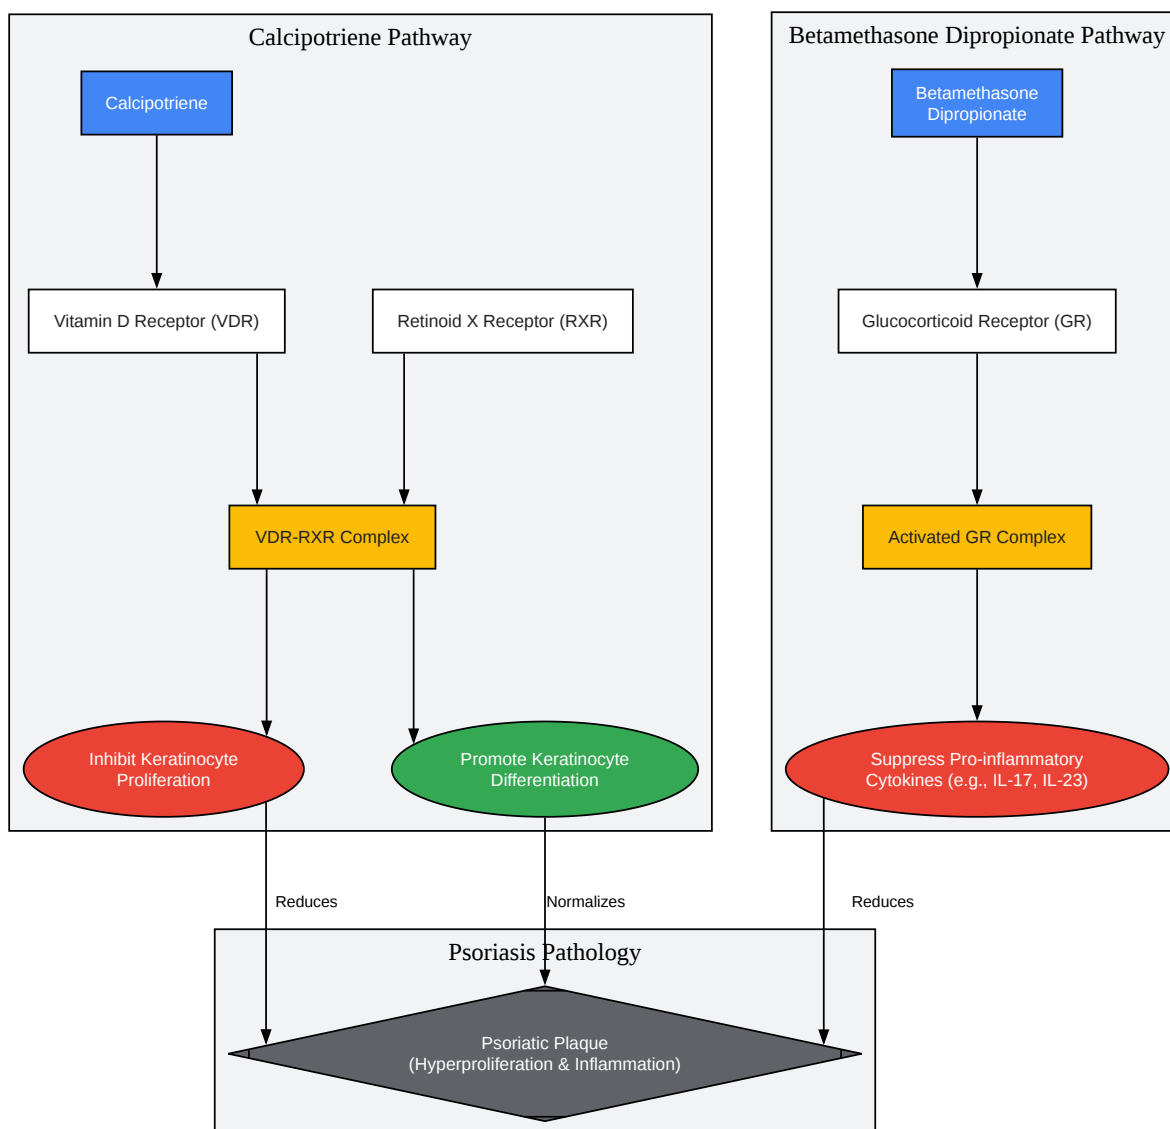 Calcipotriene Pathway
Betamethasone Dipropionate Pathway
Calcipotriene
Betamethasone
Dipropionate
Vitamin D Receptor (VDR)
Retinoid X Receptor (RXR)
Glucocorticoid Receptor (GR)
VDR-RXR Complex
Activated GR Complex
Inhibit Keratinocyte
Proliferation
Promote Keratinocyte
Differentiation
Suppress Pro-inflammatory
Cytokines (e.g., IL-17, IL-23)
Reduces
Normalizes
Reduces
Psoriasis Pathology
Psoriatic Plaque
(Hyperproliferation & Inflammation)